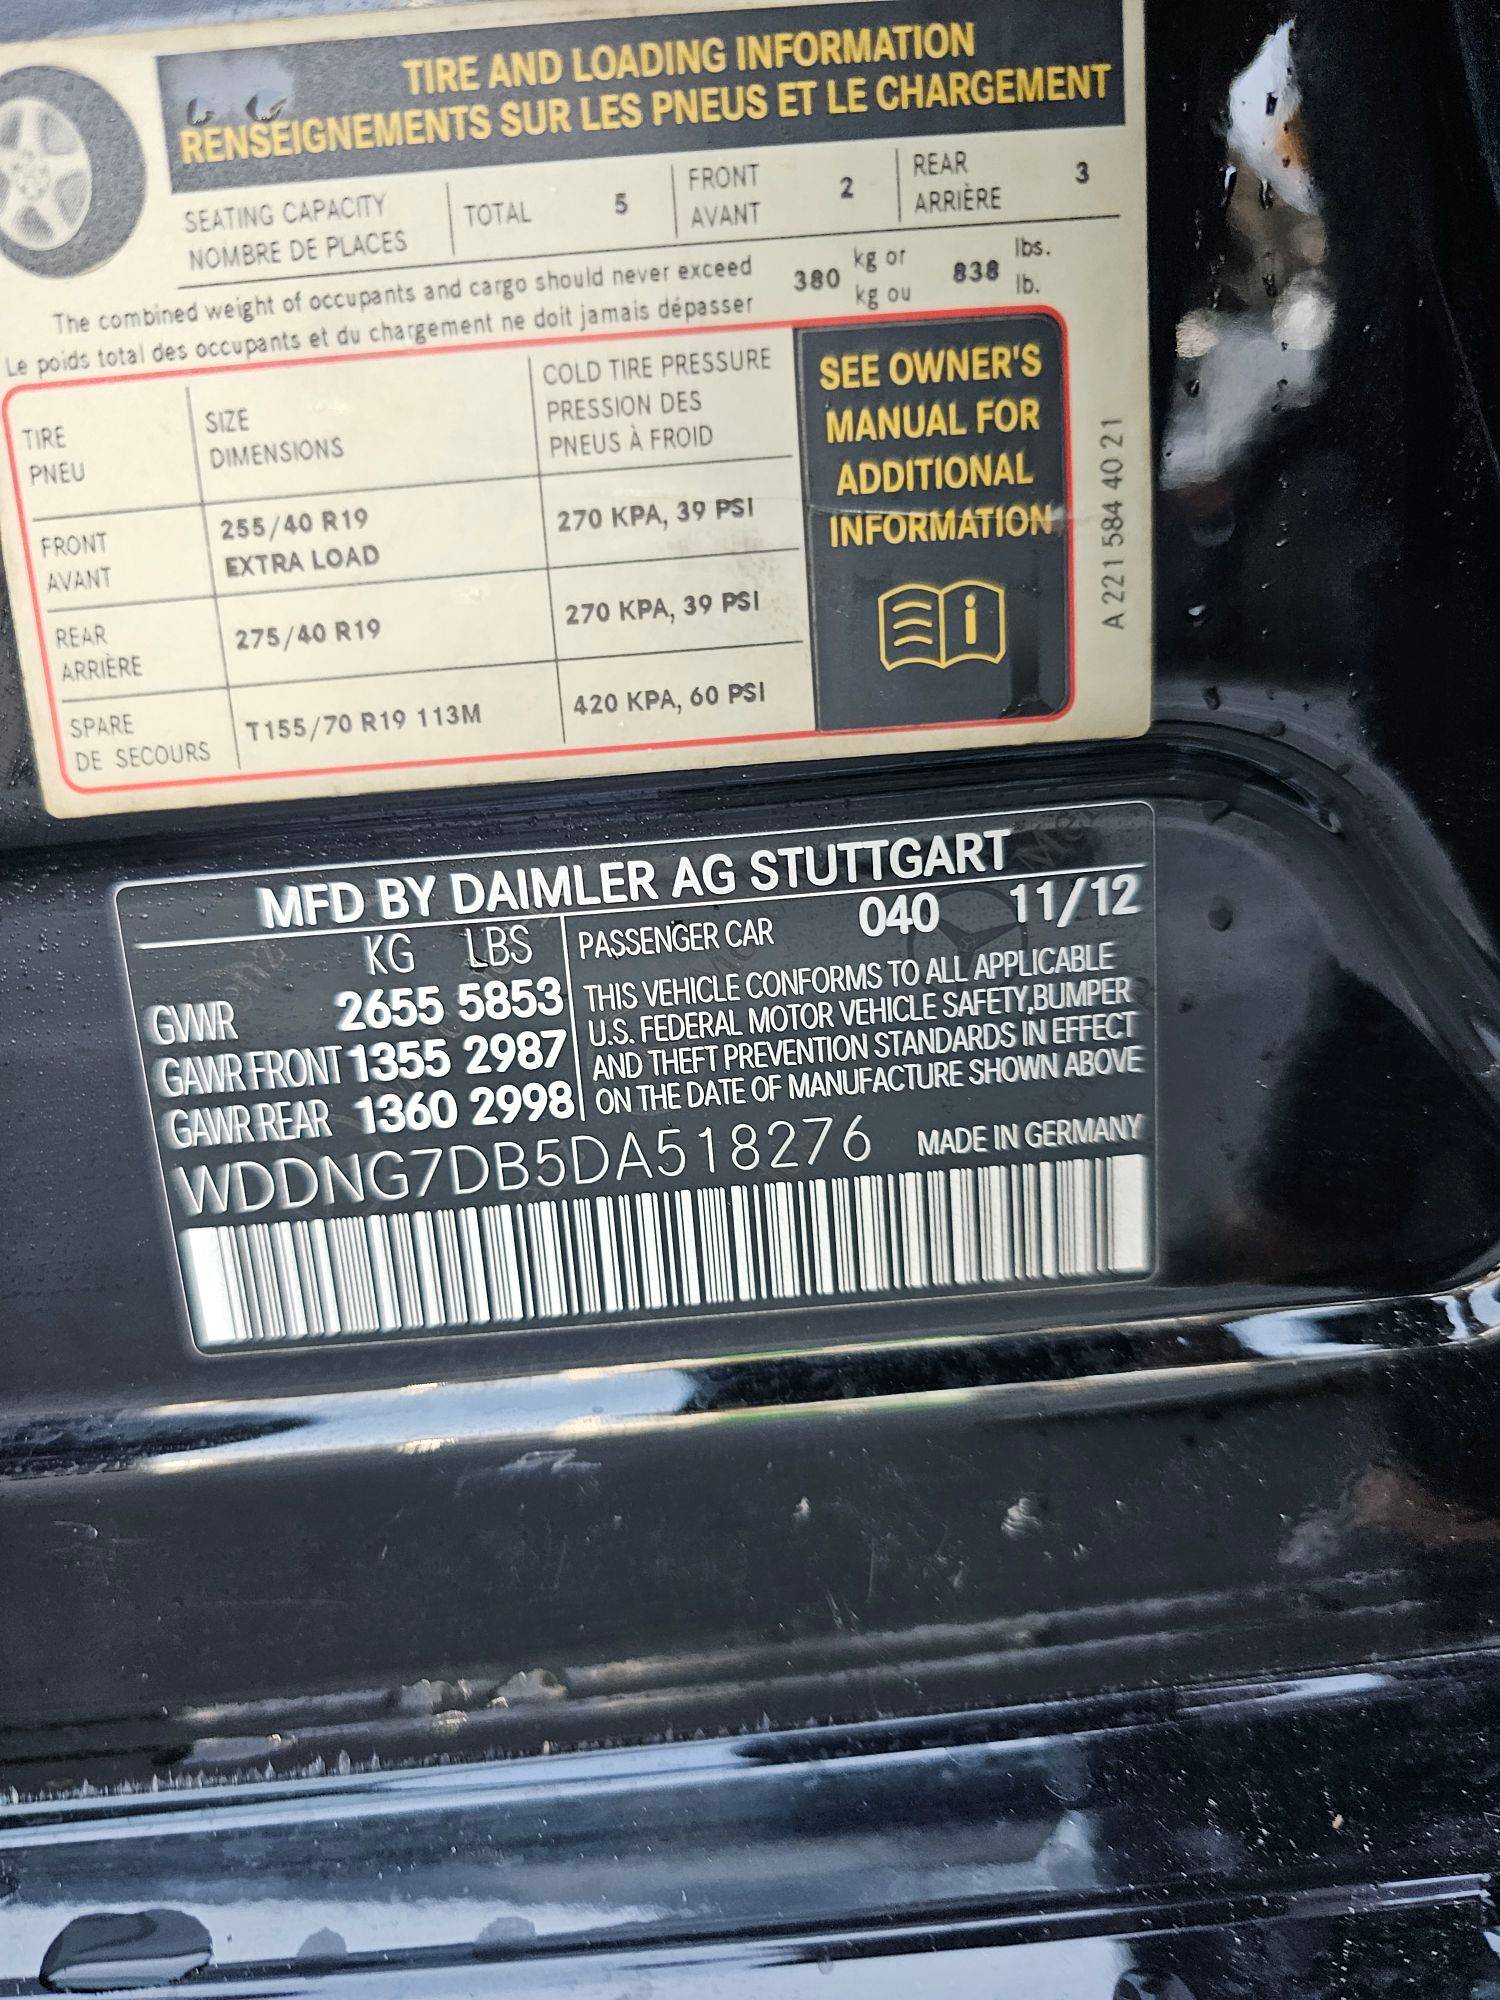 TIRE AND LOADING INFORMATION
RENSEIGNEMENTS SUR LES PNEUS ET LE CHARGEMENT
SEATING CAPACITY TOTAL 5 FRONT 2 REAR 3
NOMBRE DE PLACES AVANT ARRIÈRE
The combined weight of occupants and cargo should never exceed 380 kg or 838 lbs.
Le poids total des occupants et du chargement ne doit jamais dépasser kg ou lb.
TIRE SIZE COLD TIRE PRESSURE
PNEU DIMENSIONS PRESSION DES
PNEUS À FROID
FRONT 255/40 R19 270 KPA, 39 PSI
AVANT EXTRA LOAD
REAR 275/40 R19 270 KPA, 39 PSI
ARRIÈRE
SPARE T155/70 R19 113M 420 KPA, 60 PSI
DE SECOURS
SEE OWNER'S
MANUAL FOR
ADDITIONAL
INFORMATION
i
A 221 584 40 21
MFD BY DAIMLER AG STUTTGART
KG LBS PASSENGER CAR 040 11/12
GVWR 2655 5853 THIS VEHICLE CONFORMS TO ALL APPLICABLE
U.S. FEDERAL MOTOR VEHICLE SAFETY,BUMPER
GAWR FRONT 1355 2987 AND THEFT PREVENTION STANDARDS IN EFFECT
GAWR REAR 1360 2998 ON THE DATE OF MANUFACTURE SHOWN ABOVE
WDDNG7DB5DA518276 MADE IN GERMANY